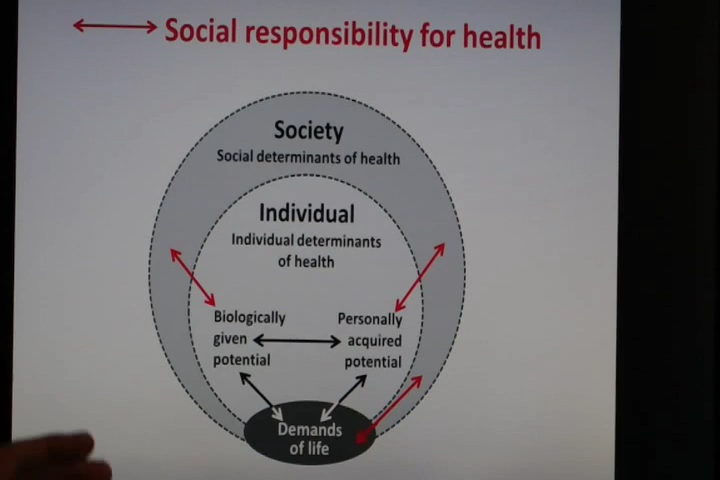 Social responsibility for health
Society
Social determinants of health
Individual
Individual determinants
of health
Biologically
given
potential
Personally
acquired
potential
Demands
of life